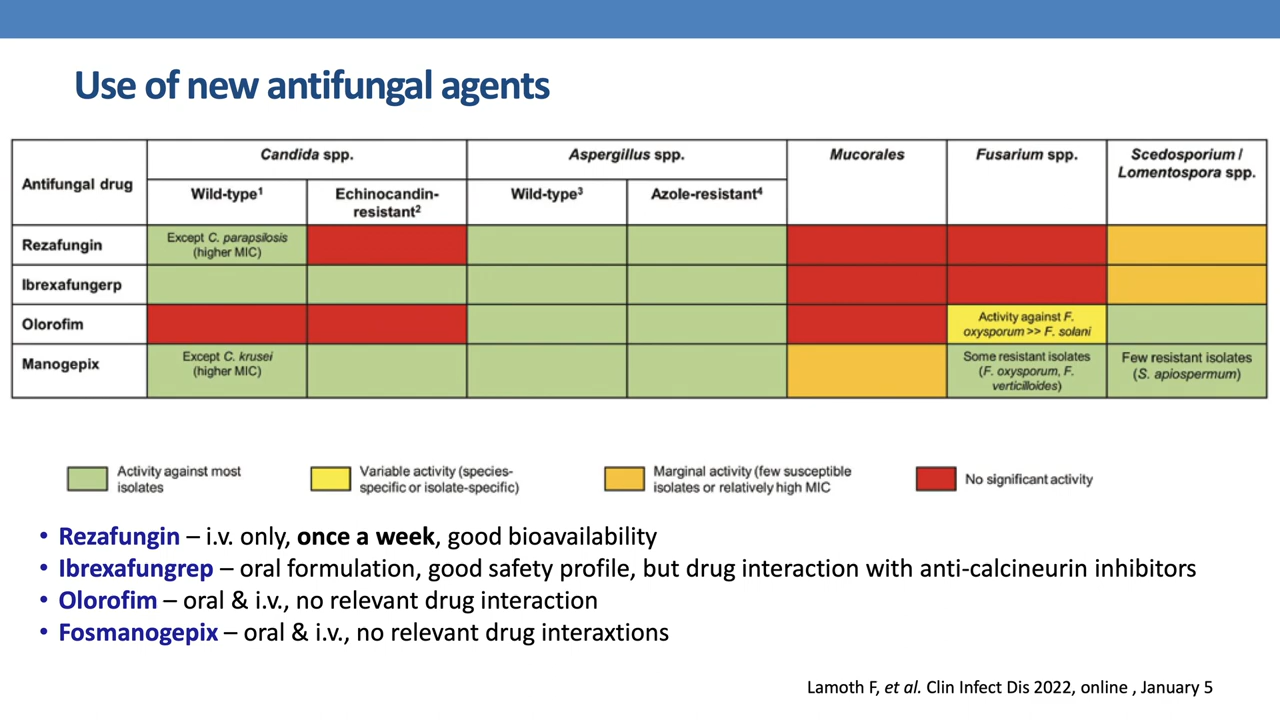 Use of new antifungal agents
Antifungal drug
Candida spp.
Aspergillus spp.
Mucorales
Fusarium spp.
Scedosporium /
Lomentospora spp.
Wild-type¹
Echinocandin-
resistant²
Wild-type³
Azole-resistant⁴
Rezafungin
Except C. parapsilosis
(higher MIC)
Ibrexafungerp
Olorofim
Activity against F.
oxysporum >> F. solani
Manogepix
Except C. krusei
(higher MIC)
Some resistant isolates
(F. oxysporum, F.
verticilloides)
Few resistant isolates
(S. apiospermum)
Activity against most
isolates
Variable activity (species-
specific or isolate-specific)
Marginal activity (few susceptible
isolates or relatively high MIC
No significant activity
• Rezafungin – i.v. only, once a week, good bioavailability
• Ibrexafungrep – oral formulation, good safety profile, but drug interaction with anti-calcineurin inhibitors
• Olorofim – oral & i.v., no relevant drug interaction
• Fosmanogepix – oral & i.v., no relevant drug interaxtions
Lamoth F, et al. Clin Infect Dis 2022, online , January 5